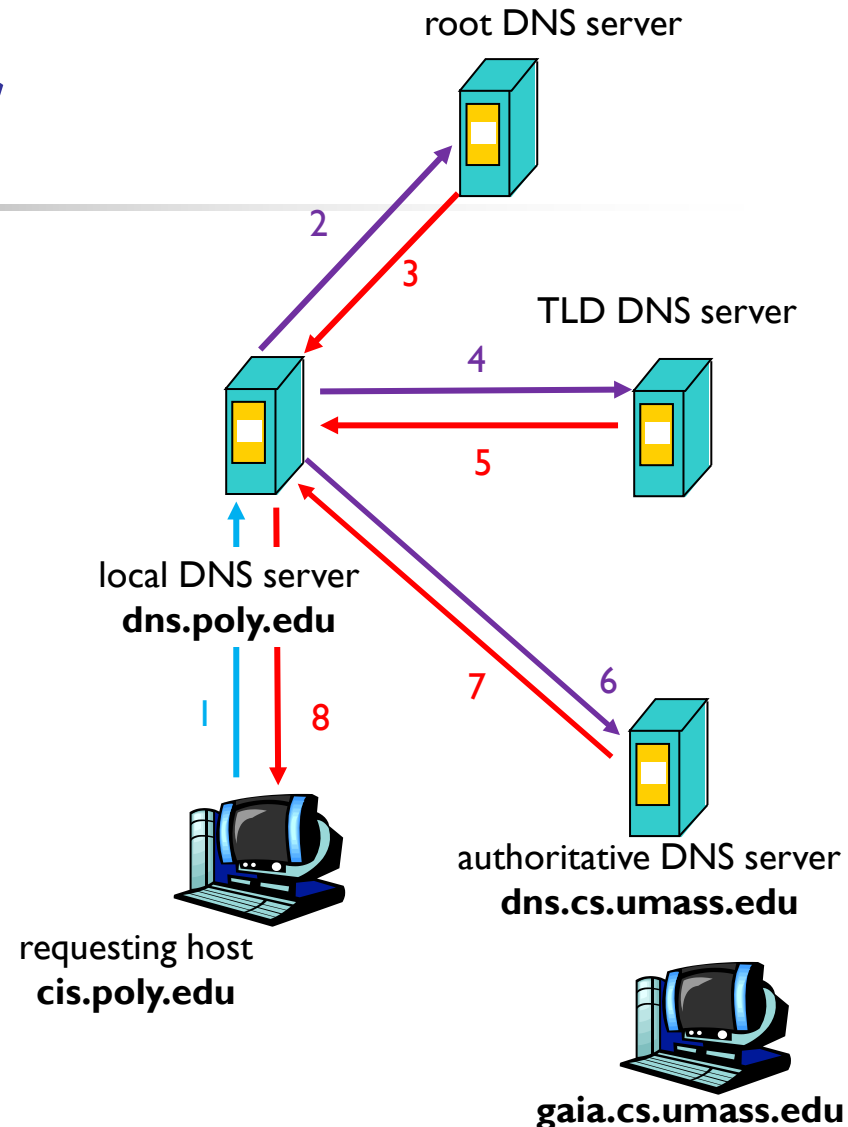 root DNS server
2
3
TLD DNS server
4
5
local DNS server
dns.poly.edu
7
6
1
8
authoritative DNS server
dns.cs.umass.edu
requesting host
cis.poly.edu
gaia.cs.umass.edu